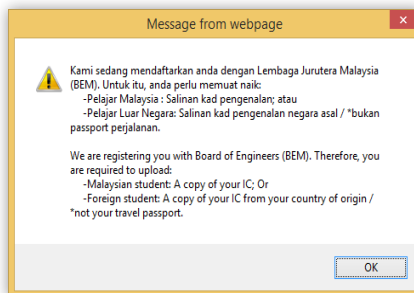 Message from webpage
Kami sedang mendaftarkan anda dengan Lembaga Jurutera Malaysia
(BEM). Untuk itu, anda perlu memuat naik:
-Pelajar Malaysia : Salinan kad pengenalan; atau
-Pelajar Luar Negara: Salinan kad pengenalan negara asal / *bukan
passport perjalanan.
We are registering you with Board of Engineers (BEM). Therefore, you
are required to upload:
-Malaysian student: A copy of your IC; Or
-Foreign student: A copy of your IC from your country of origin /
*not your travel passport.
OK